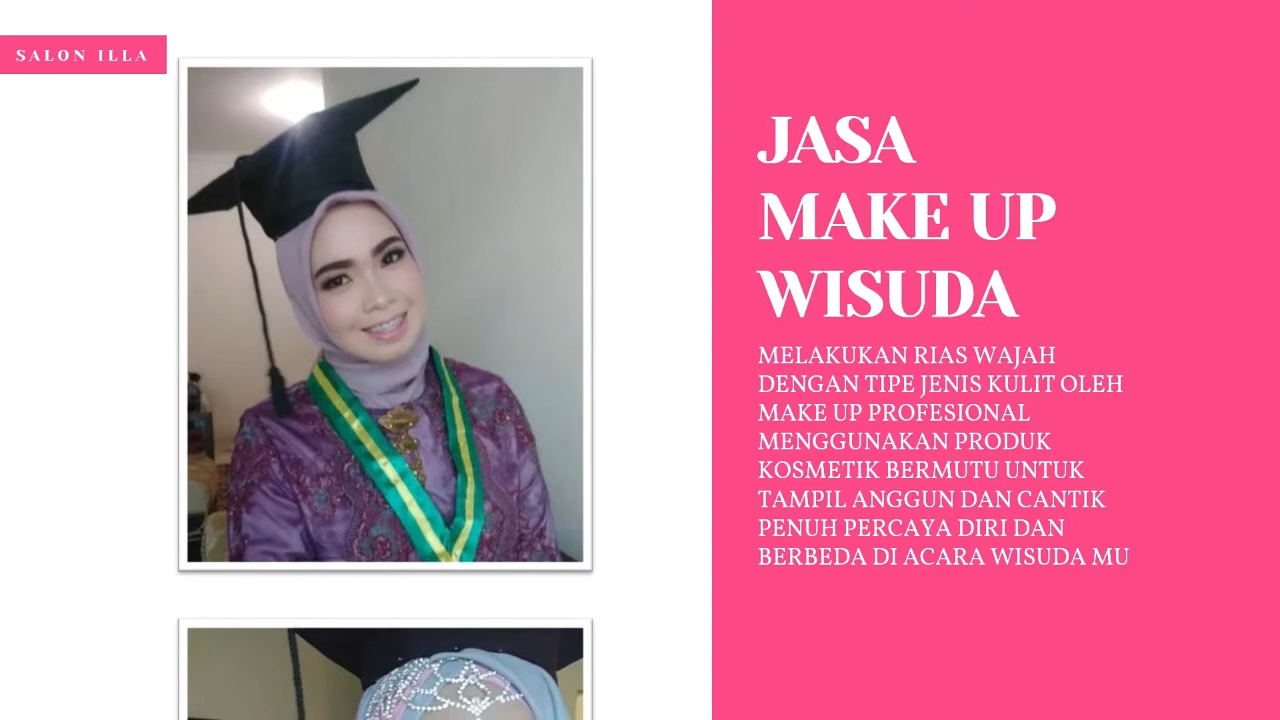 SALON ILLA
JASA
MAKE UP
WISUDA
MELAKUKAN RIAS WAJAH
DENGAN TIPE JENIS KULIT OLEH
MAKE UP PROFESIONAL
MENGGUNAKAN PRODUK
KOSMETIK BERMUTU UNTUK
TAMPIL ANGGUN DAN CANTIK
PENUH PERCAYA DIRI DAN
BERBEDA DI ACARA WISUDA MU